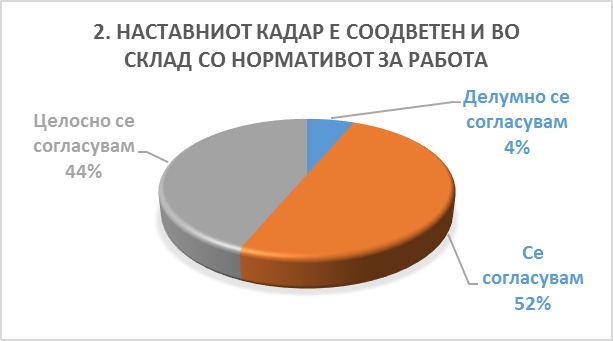 2. НАСТАВНИОТ КАДАР Е СООДВЕТЕН И ВО
СКЛАД СО НОРМАТИВОТ ЗА РАБОТА
Делумно се
согласувам
4%
Целосно се
согласувам
44%
Се
согласувам
52%